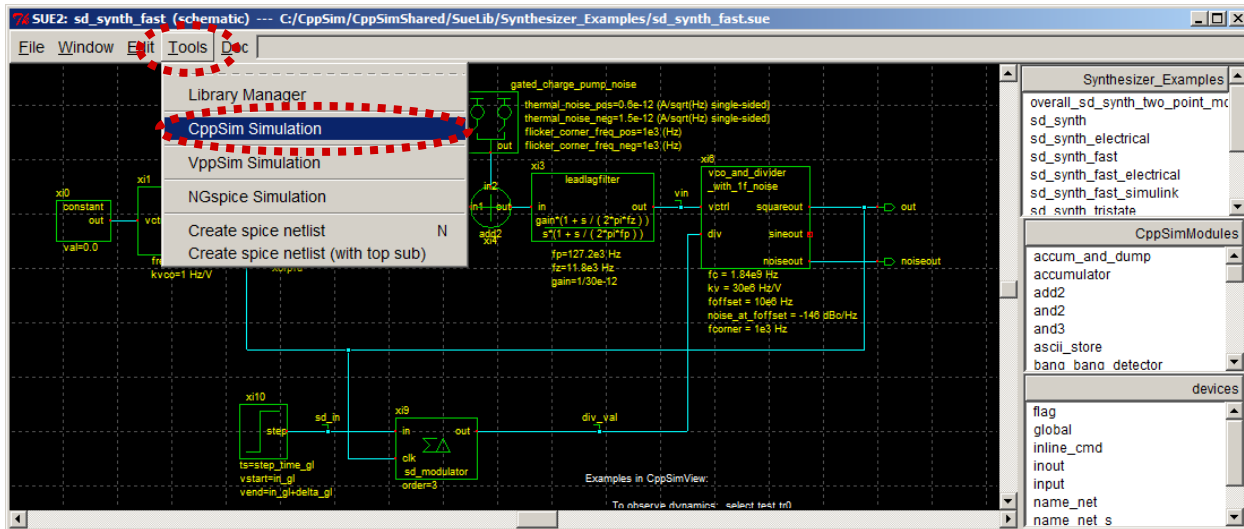 SUE2: sd_synth_fast (schematic) --- C:/CppSim/CppSimShared/SueLib/Synthesizer_Examples/sd_synth_fast.sue
File Window Edit Tools Doc
Library Manager
CppSim Simulation
VppSim Simulation
NGspice Simulation
Create spice netlist N
Create spice netlist (with top sub)
gated_charge_pump_noise
thermal_noise_pos=0.6e-12 (A/sqrt(Hz) single-sided)
thermal_noise_neg=1.5e-12 (A/sqrt(Hz) single-sided)
flicker_corner_freq_pos=1e3 (Hz)
flicker_corner_freq_neg=1e3 (Hz)
out
xi0
constant
out
val=0.0
xi1
kvco=1 Hz/V
in2
in1 out
add2
xi4
xi3
leadlagfilter
in out
gain*(1 + s / ( 2*pi*fz ) )
s*(1 + s / ( 2*pi*fp ) )
fp=127.2e3 Hz
fz=11.8e3 Hz
gain=1/30e-12
vin
xi6
vco_and_divider
_with_1f_noise
vctrl squareout
div sineout
noiseout
fc = 1.84e9 Hz
kv = 30e6 Hz/V
foffset = 10e6 Hz
noise_at_foffset = -146 dBc/Hz
fcorner = 1e3 Hz
out
noiseout
xi10
step
ts=step_time_gl
vstart=in_gl
vend=in_gl+delta_gl
sd_in
xi9
in out
ΣΔ
clk
sd_modulator
order=3
div_val
Examples in CppSimView:
To observe dynamics: select test.tr0
Synthesizer_Examples
sd_synth
sd_synth_electrical
sd_synth_fast
sd_synth_fast_electrical
sd_synth_fast_simulink
sd_synth_tristate
CppSimModules
accum_and_dump
accumulator
add2
and2
and3
ascii_store
bang_bang_detector
devices
flag
global
inline_cmd
inout
input
name_net
name_net_s